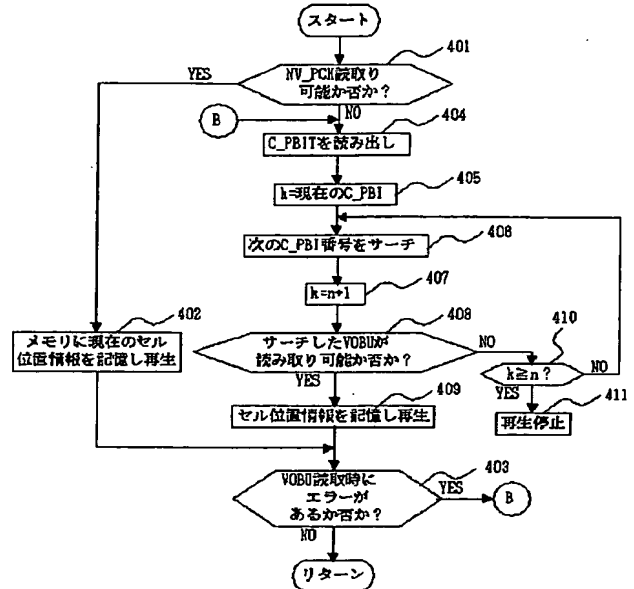 スタート
401
YES
NV_PCK読取り
可能か否か？
B
NO
404
C_PBITを読み出し
405
k=現在のC_PBI
406
次のC_PBI番号をサーチ
407
k=n+1
402
メモリに現在のセル
位置情報を記憶し再生
408
サーチしたVOBUが
読み取り可能か否か？
NO
410
k≧n？
NO
YES
YES
409
セル位置情報を記憶し再生
411
再生停止
403
VOBU読取時に
エラーが
あるか否か？
YES
B
NO
リターン